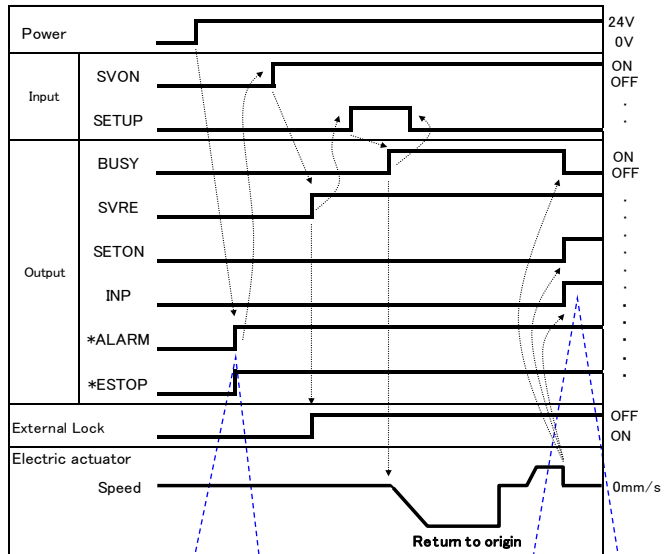 Power
24V
0V
Input
SVON
ON
OFF
SETUP
Output
BUSY
ON
OFF
SVRE
SETON
INP
*ALARM
*ESTOP
External Lock
OFF
ON
Electric actuator
Speed
0mm/s
Return to origin